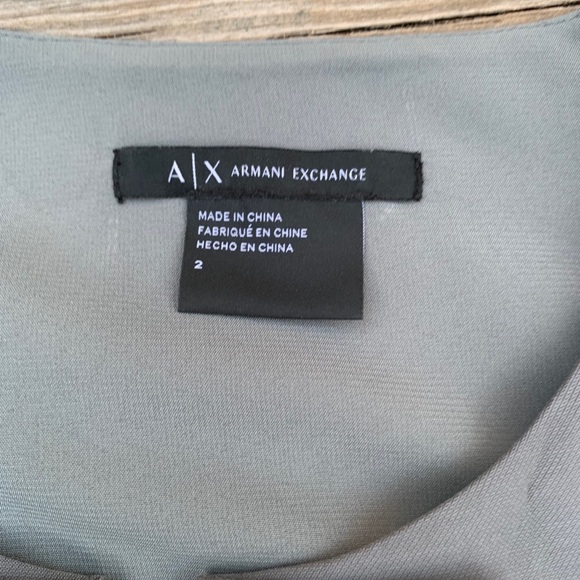 A|X ARMANI EXCHANGE
MADE IN CHINA
FABRIQUÉ EN CHINE
HECHO EN CHINA
2